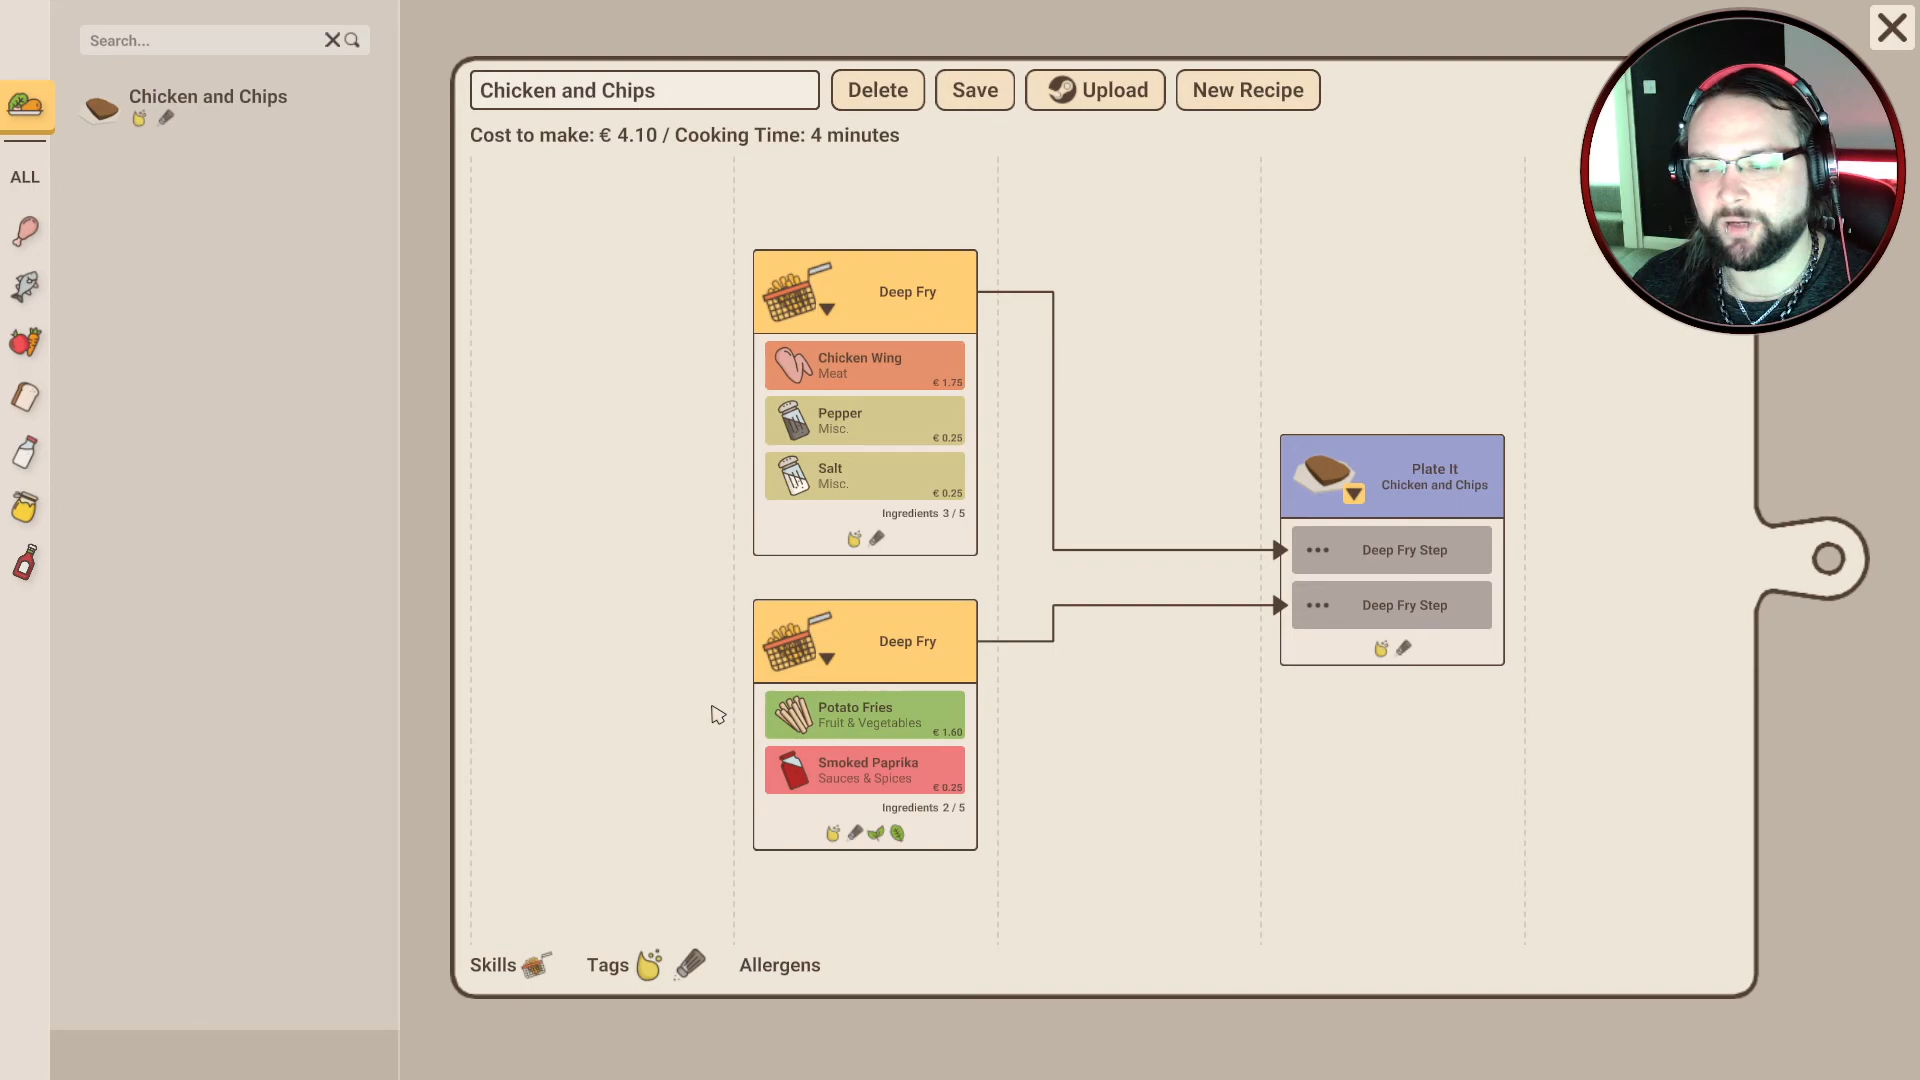 Search...
Chicken and Chips
ALL
Chicken and Chips
Delete
Save
Upload
New Recipe
Cost to make: € 4.10 / Cooking Time: 4 minutes
Deep Fry
Chicken Wing
Meat
€ 1.75
Pepper
Misc.
€ 0.25
Salt
Misc.
€ 0.25
Ingredients 3 / 5
Deep Fry
Potato Fries
Fruit & Vegetables
€ 1.60
Smoked Paprika
Sauces & Spices
€ 0.25
Ingredients 2 / 5
Plate It
Chicken and Chips
Deep Fry Step
Deep Fry Step
Skills
Tags
Allergens